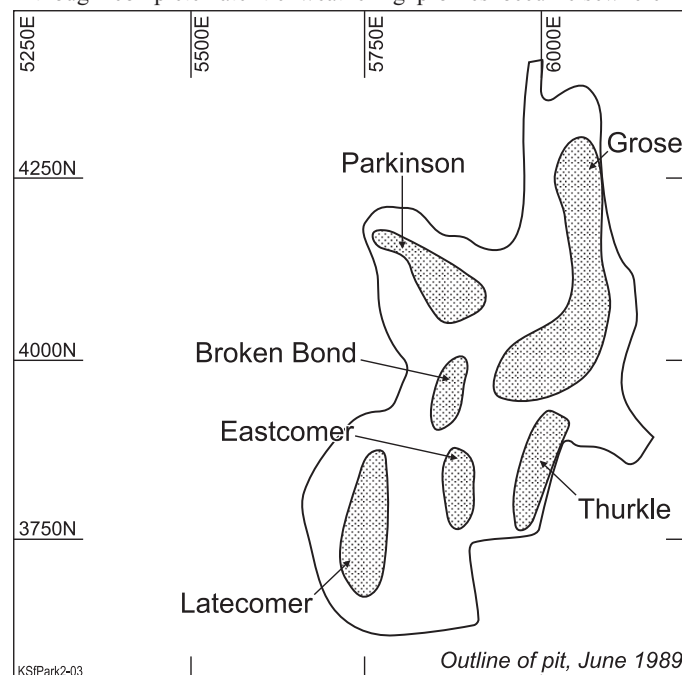 5250E
5500E
5750E
6000E
Grose
Parkinson
4250N
Broken Bond
4000N
Eastcomer
Thurkle
3750N
Latecomer
KSfPark2-03
Outline of pit, June 1989